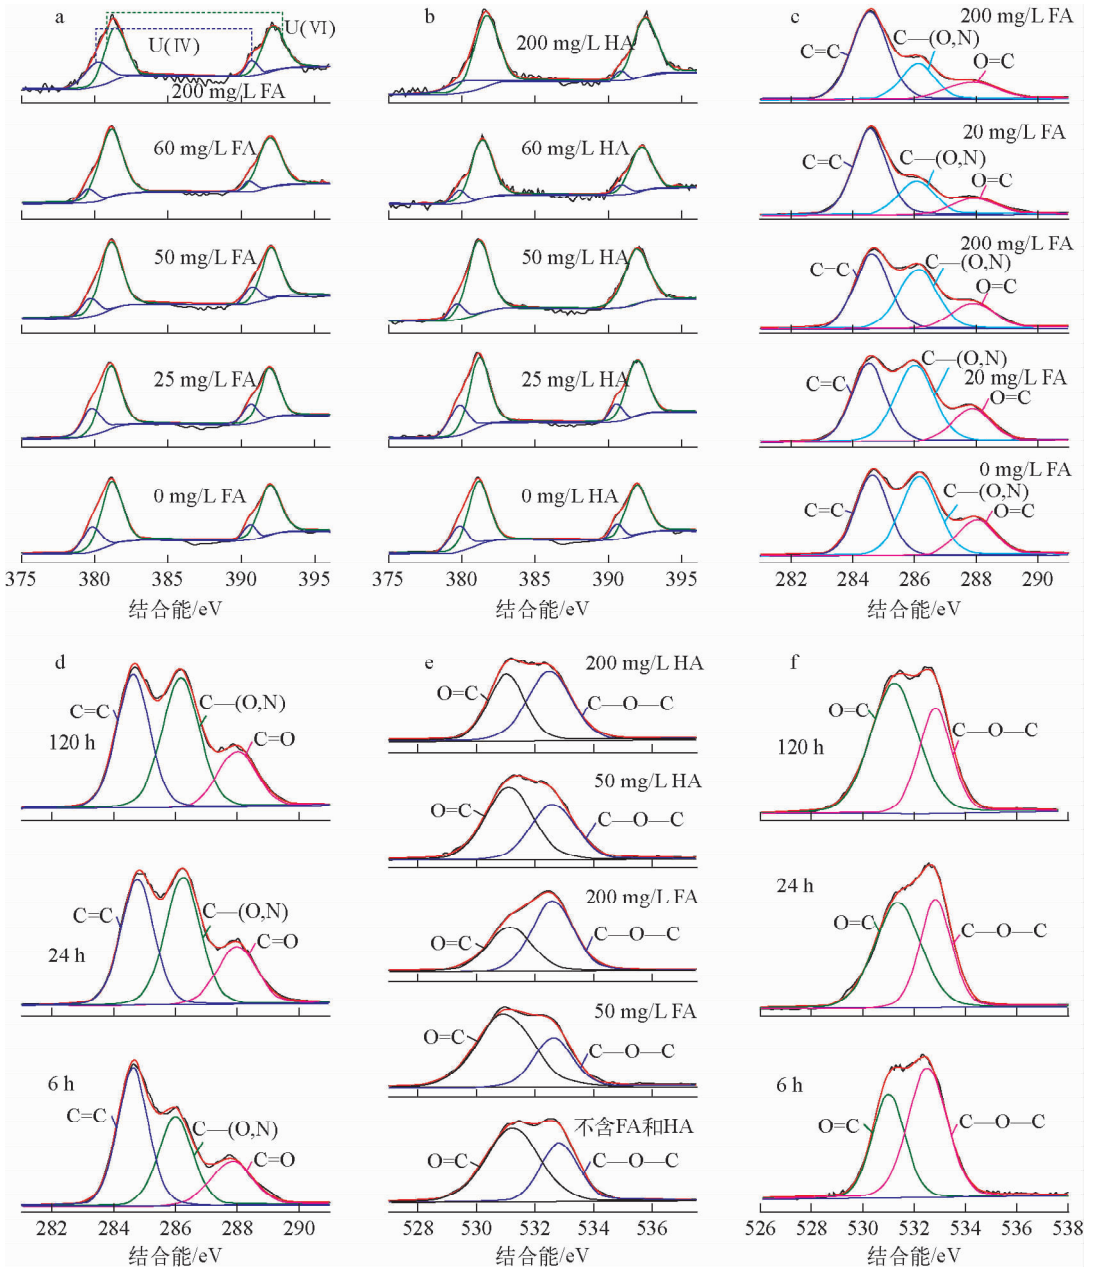 a
U(Ⅵ)
U(Ⅳ)
200 mg/L FA
60 mg/L FA
50 mg/L FA
25 mg/L FA
0 mg/L FA
375 380 385 390 395
结合能/eV
b
200 mg/L HA
60 mg/L HA
50 mg/L HA
25 mg/L HA
0 mg/L HA
380 385 390 395
结合能/eV
c
200 mg/L FA
C=C
C—(O,N)
O=C
20 mg/L FA
C=C
C—(O,N)
O=C
200 mg/L FA
C—C
C—(O,N)
O=C
20 mg/L FA
C=C
C—(O,N)
O=C
0 mg/L FA
C=C
C—(O,N)
O=C
282 284 286 288 290
结合能/eV
d
C=C
C—(O,N)
C=O
120 h
C=C
C—(O,N)
C=O
24 h
6 h
C=C
C—(O,N)
C=O
282 284 286 288 290
结合能/eV
e
200 mg/L HA
O=C
C—O—C
50 mg/L HA
O=C
C—O—C
200 mg/L FA
O=C
C—O—C
50 mg/L FA
O=C
C—O—C
不含FA和HA
O=C
C—O—C
528 530 532 534 536
结合能/eV
f
O=C
C—O—C
120 h
24 h
O=C
C—O—C
6 h
O=C
C—O—C
526 528 530 532 534 536 538
结合能/eV